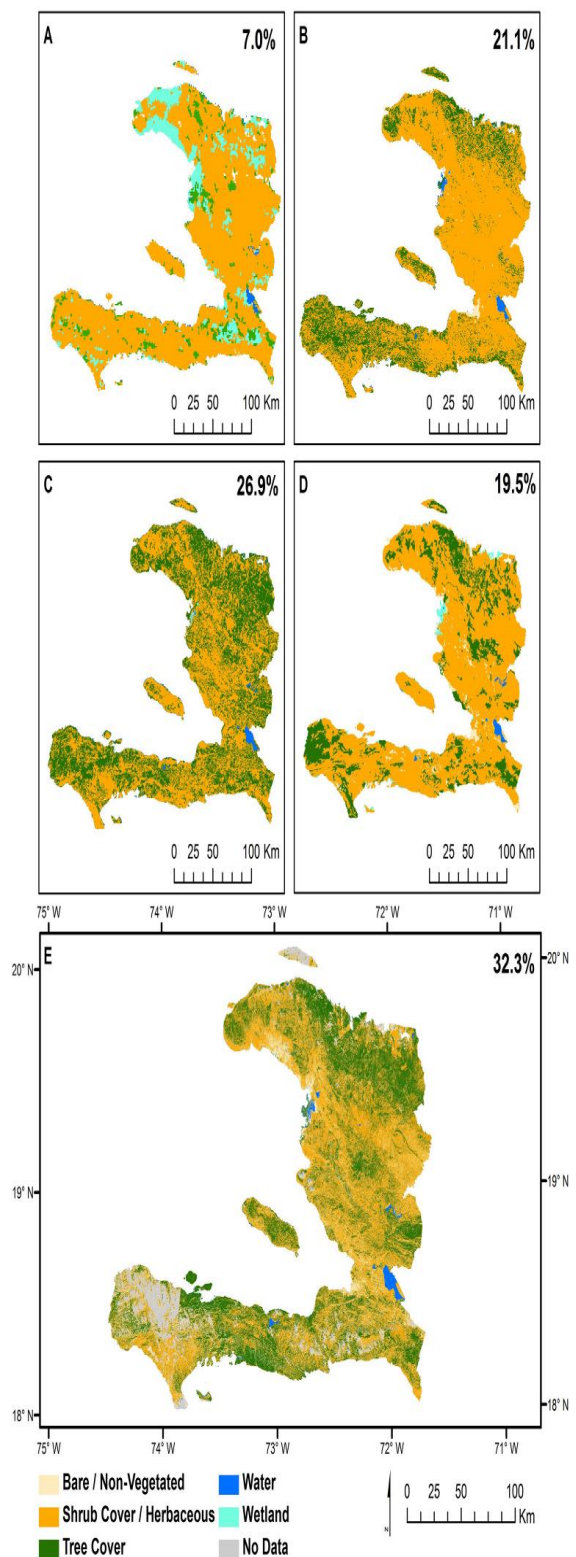 A 7.0%
B 21.1%
0 25 50 100 Km
0 25 50 100 Km
C 26.9%
D 19.5%
0 25 50 100 Km
0 25 50 100 Km
75° W 74° W 73° W 72° W 71° W
E 32.3%
20° N 20° N
19° N 19° N
18° N 18° N
75° W 74° W 73° W 72° W 71° W
Bare / Non-Vegetated Water
Shrub Cover / Herbaceous Wetland
Tree Cover No Data
N
0 25 50 100
Km